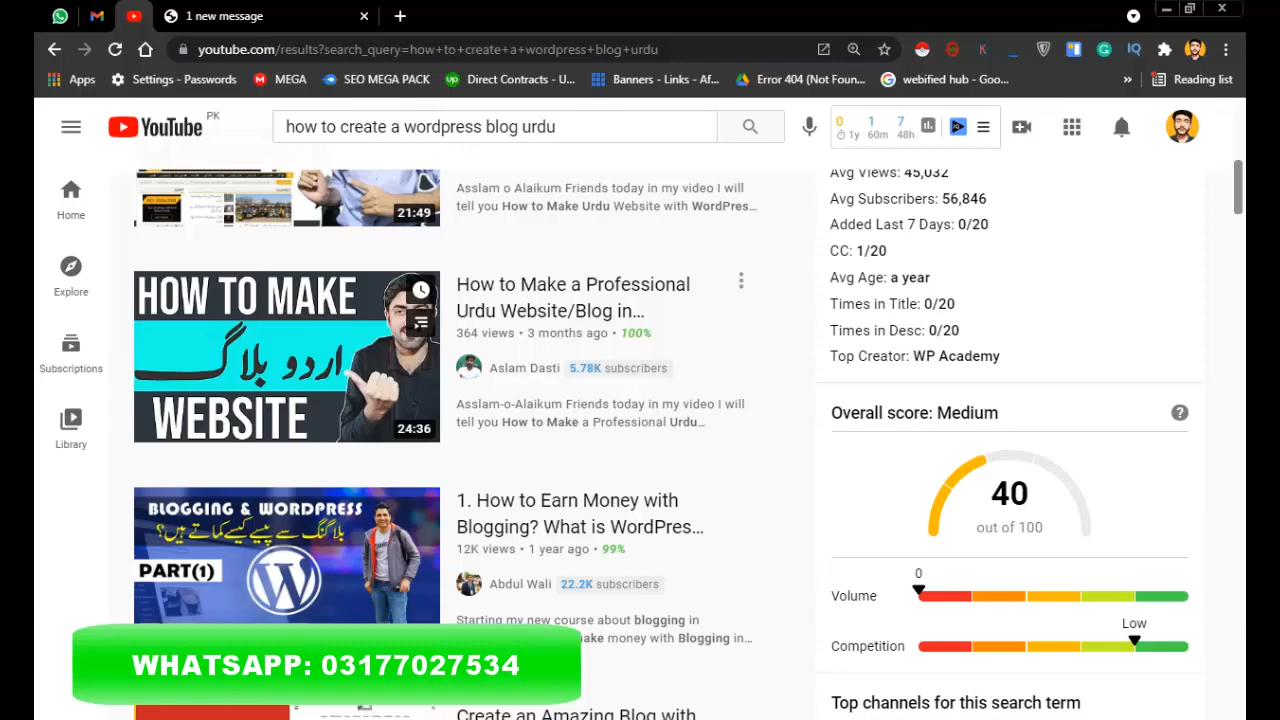 1 new message
youtube.com/results?search_query=how+to+create+a+wordpress+blog+urdu
Apps
Settings - Passwords
MEGA
SEO MEGA PACK
Direct Contracts - U...
Banners - Links - Af...
Error 404 (Not Foun...
webified hub - Goo...
»
Reading list
YouTube PK
how to create a wordpress blog urdu
0 1 7
1y 60m 48h
Home
Explore
Subscriptions
Library
21:49
Asslam o Alaikum Friends today in my video I will
tell you How to Make Urdu Website with WordPres...
HOW TO MAKE
اردو بلاگ
WEBSITE
24:36
How to Make a Professional
Urdu Website/Blog in...
364 views • 3 months ago • 100%
Aslam Dasti 5.78K subscribers
Asslam-o-Alaikum Friends today in my video I will
tell you How to Make a Professional Urdu...
BLOGGING & WORDPRESS
بلاگنگ سے پیسے کیسے کماتے ہیں؟
PART(1)
1. How to Earn Money with
Blogging? What is WordPres...
12K views • 1 year ago • 99%
Abdul Wali 22.2K subscribers
Starting my new course about blogging in
make money with Blogging in...
WHATSAPP: 03177027534
Create an Amazing Blog with
Avg Views: 45,032
Avg Subscribers: 56,846
Added Last 7 Days: 0/20
CC: 1/20
Avg Age: a year
Times in Title: 0/20
Times in Desc: 0/20
Top Creator: WP Academy
Overall score: Medium
40
out of 100
0
Volume
Low
Competition
Top channels for this search term